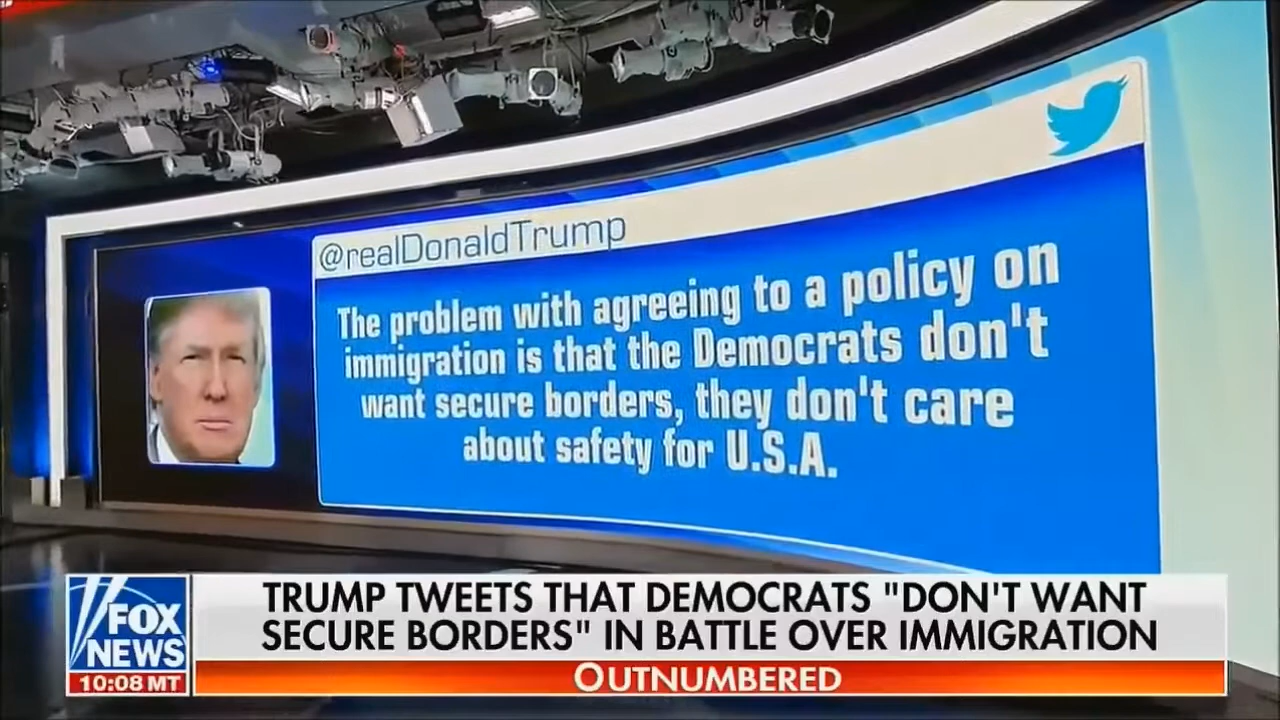 @realDonaldTrump
The problem with agreeing to a policy on
immigration is that the Democrats don't
want secure borders, they don't care
about safety for U.S.A.
FOX
NEWS
10:08 MT
TRUMP TWEETS THAT DEMOCRATS "DON'T WANT
SECURE BORDERS" IN BATTLE OVER IMMIGRATION
OUTNUMBERED